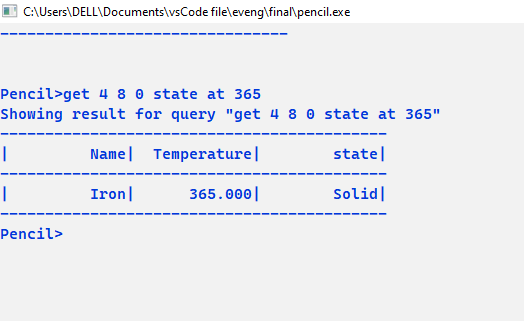 C:\Users\DELL\Documents\vsCode file\eveng\final\pencil.exe
--------------------------------
Pencil>get 4 8 0 state at 365
Showing result for query "get 4 8 0 state at 365"
-------------------------------------------
|         Name|  Temperature|        state|
-------------------------------------------
|         Iron|      365.000|        Solid|
-------------------------------------------
Pencil>